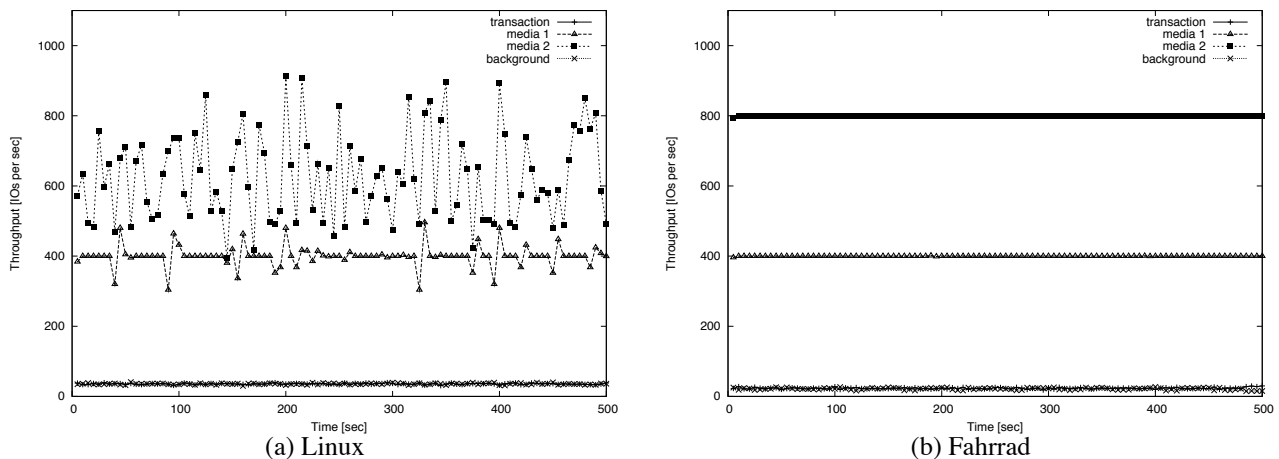 transaction
media 1
media 2
background
1000
800
600
400
200
0
Throughput [IOs per sec]
0 100 200 300 400 500
Time [sec]
(a) Linux
transaction
media 1
media 2
background
1000
800
600
400
200
0
Throughput [IOs per sec]
0 100 200 300 400 500
Time [sec]
(b) Fahrrad